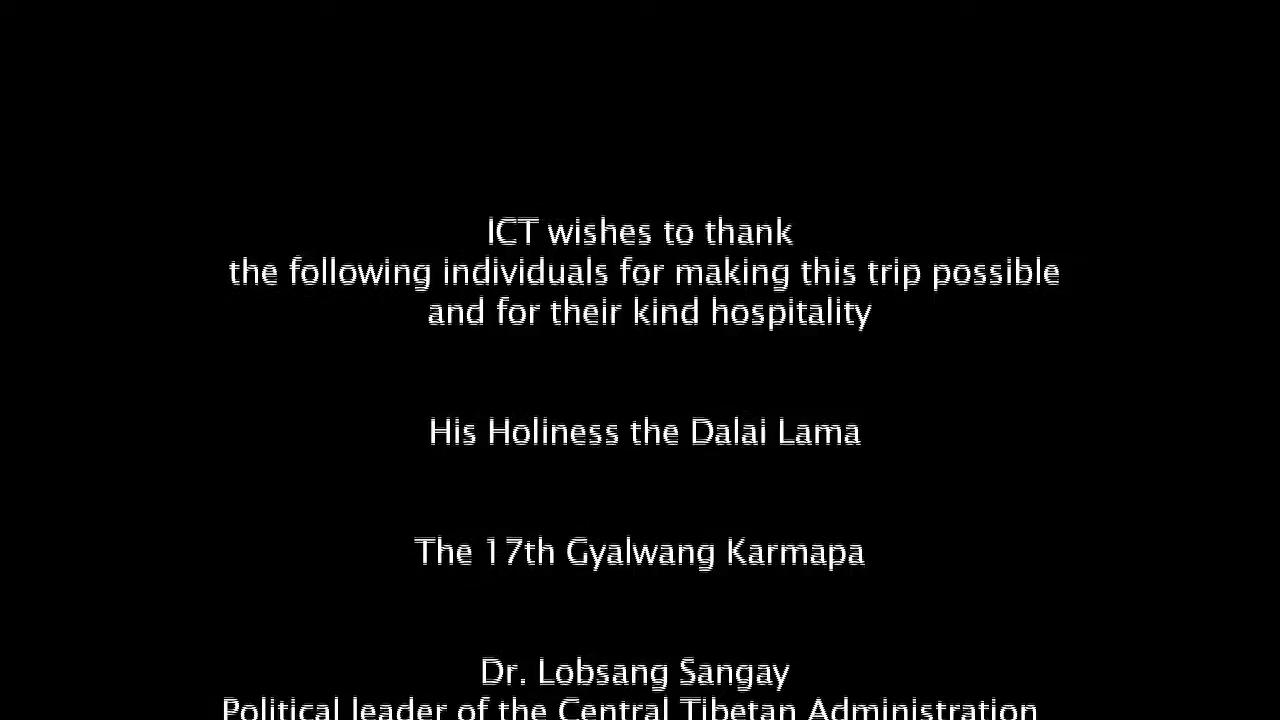 ICT wishes to thank
the following individuals for making this trip possible
and for their kind hospitality
His Holiness the Dalai Lama
The 17th Gyalwang Karmapa
Dr. Lobsang Sangay
Political leader of the Central Tibetan Administration